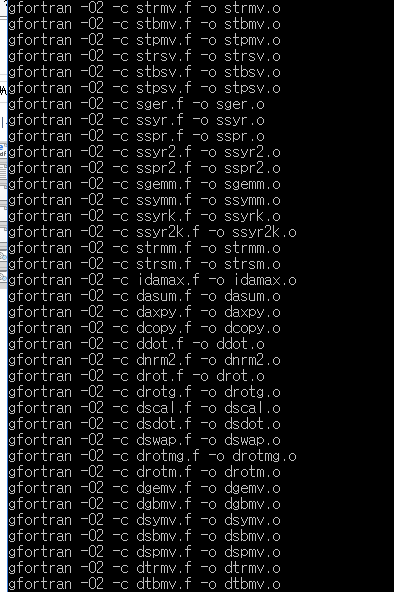 gfortran -O2 -c strmv.f -o strmv.o
gfortran -O2 -c stbmv.f -o stbmv.o
gfortran -O2 -c stpmv.f -o stpmv.o
gfortran -O2 -c strsv.f -o strsv.o
gfortran -O2 -c stbsv.f -o stbsv.o
gfortran -O2 -c stpsv.f -o stpsv.o
gfortran -O2 -c sger.f -o sger.o
gfortran -O2 -c ssyr.f -o ssyr.o
gfortran -O2 -c sspr.f -o sspr.o
gfortran -O2 -c ssyr2.f -o ssyr2.o
gfortran -O2 -c sspr2.f -o sspr2.o
gfortran -O2 -c sgemm.f -o sgemm.o
gfortran -O2 -c ssymm.f -o ssymm.o
gfortran -O2 -c ssyrk.f -o ssyrk.o
gfortran -O2 -c ssyr2k.f -o ssyr2k.o
gfortran -O2 -c strmm.f -o strmm.o
gfortran -O2 -c strsm.f -o strsm.o
gfortran -O2 -c idamax.f -o idamax.o
gfortran -O2 -c dasum.f -o dasum.o
gfortran -O2 -c daxpy.f -o daxpy.o
gfortran -O2 -c dcopy.f -o dcopy.o
gfortran -O2 -c ddot.f -o ddot.o
gfortran -O2 -c dnrm2.f -o dnrm2.o
gfortran -O2 -c drot.f -o drot.o
gfortran -O2 -c drotg.f -o drotg.o
gfortran -O2 -c dscal.f -o dscal.o
gfortran -O2 -c dsdot.f -o dsdot.o
gfortran -O2 -c dswap.f -o dswap.o
gfortran -O2 -c drotmg.f -o drotmg.o
gfortran -O2 -c drotm.f -o drotm.o
gfortran -O2 -c dgemv.f -o dgemv.o
gfortran -O2 -c dgbmv.f -o dgbmv.o
gfortran -O2 -c dsymv.f -o dsymv.o
gfortran -O2 -c dsbmv.f -o dsbmv.o
gfortran -O2 -c dspmv.f -o dspmv.o
gfortran -O2 -c dtrmv.f -o dtrmv.o
gfortran -O2 -c dtbmv.f -o dtbmv.o